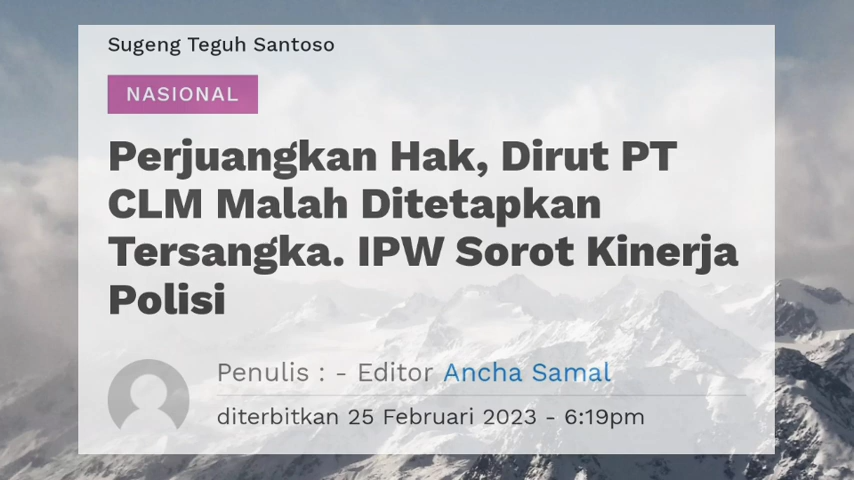 Sugeng Teguh Santoso
NASIONAL
Perjuangkan Hak, Dirut PT
CLM Malah Ditetapkan
Tersangka. IPW Sorot Kinerja
Polisi
Penulis : - Editor Ancha Samal
diterbitkan 25 Februari 2023 - 6:19pm